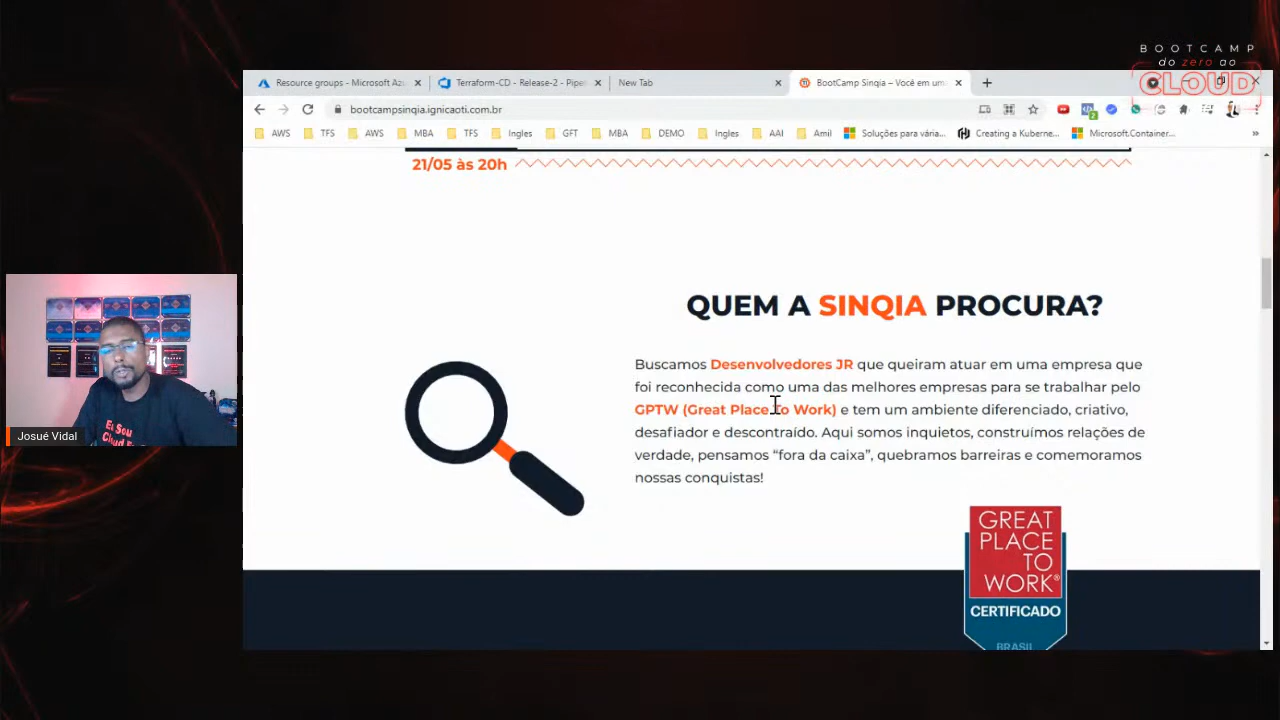 BOOTCAMP
do zero ao
CLOUD
Resource groups - Microsoft Az
Terraform-CD - Release-2 - Pipe
New Tab
BootCamp Sinqia – Você em um
bootcampsinqia.ignicaoti.com.br
AWS
TFS
AWS
MBA
TFS
Ingles
GFT
MBA
DEMO
Ingles
AAI
Amil
Soluções para vária...
Creating a Kuberne...
Microsoft.Container...
21/05 às 20h
QUEM A SINQIA PROCURA?
Buscamos Desenvolvedores JR que queiram atuar em uma empresa que
foi reconhecida como uma das melhores empresas para se trabalhar pelo
GPTW (Great Place To Work) e tem um ambiente diferenciado, criativo,
desafiador e descontraído. Aqui somos inquietos, construímos relações de
verdade, pensamos “fora da caixa”, quebramos barreiras e comemoramos
nossas conquistas!
GREAT
PLACE
TO
WORK®
CERTIFICADO
BRASIL
Eu Sou
Cloud
Josué Vidal